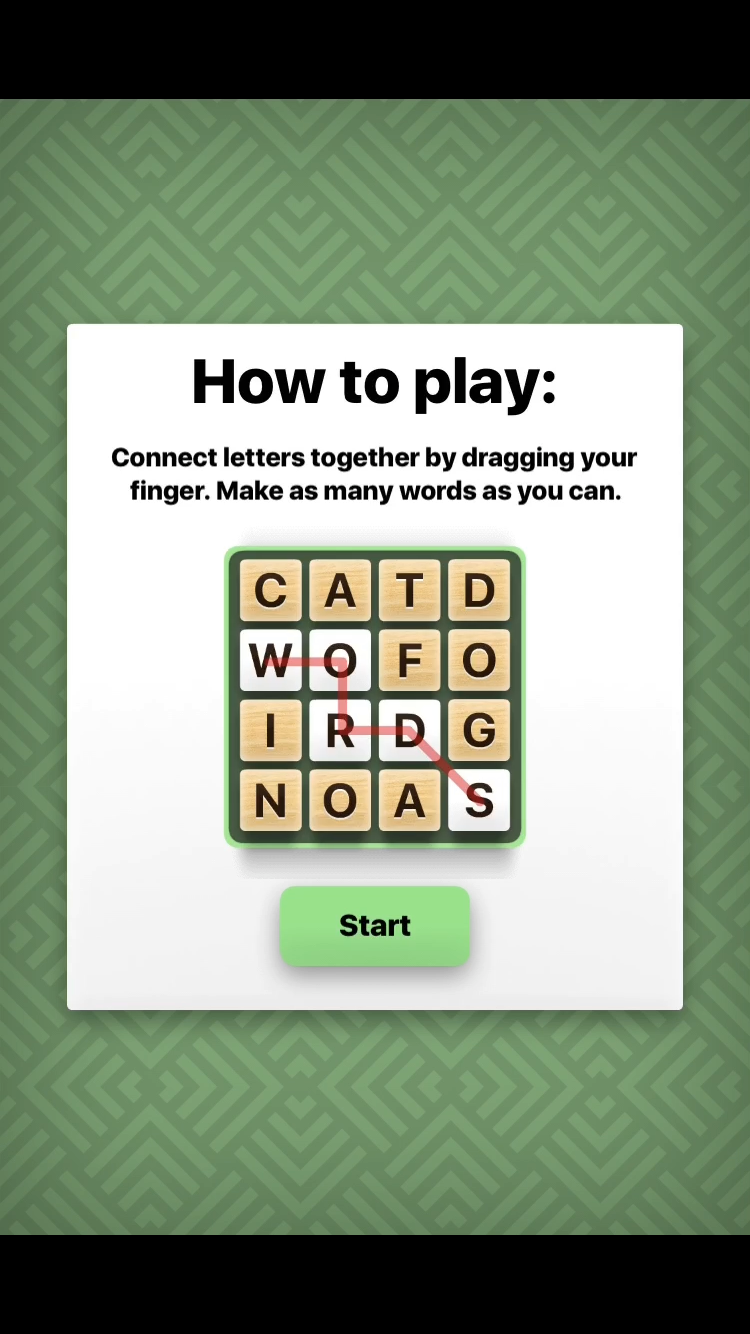 How to play:
Connect letters together by dragging your
finger. Make as many words as you can.
C A T D
W O F O
I R D G
N O A S
Start